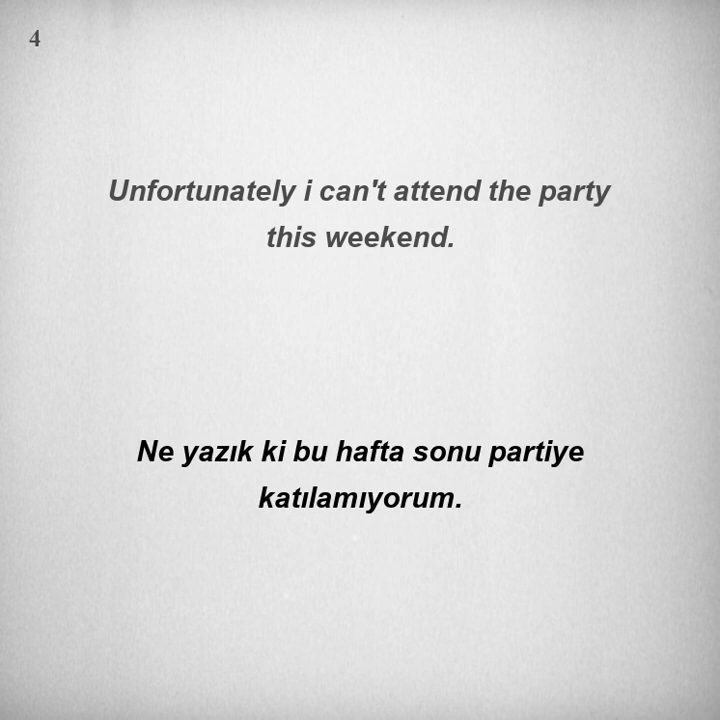 4
Unfortunately i can't attend the party
this weekend.
Ne yazık ki bu hafta sonu partiye
katılamıyorum.